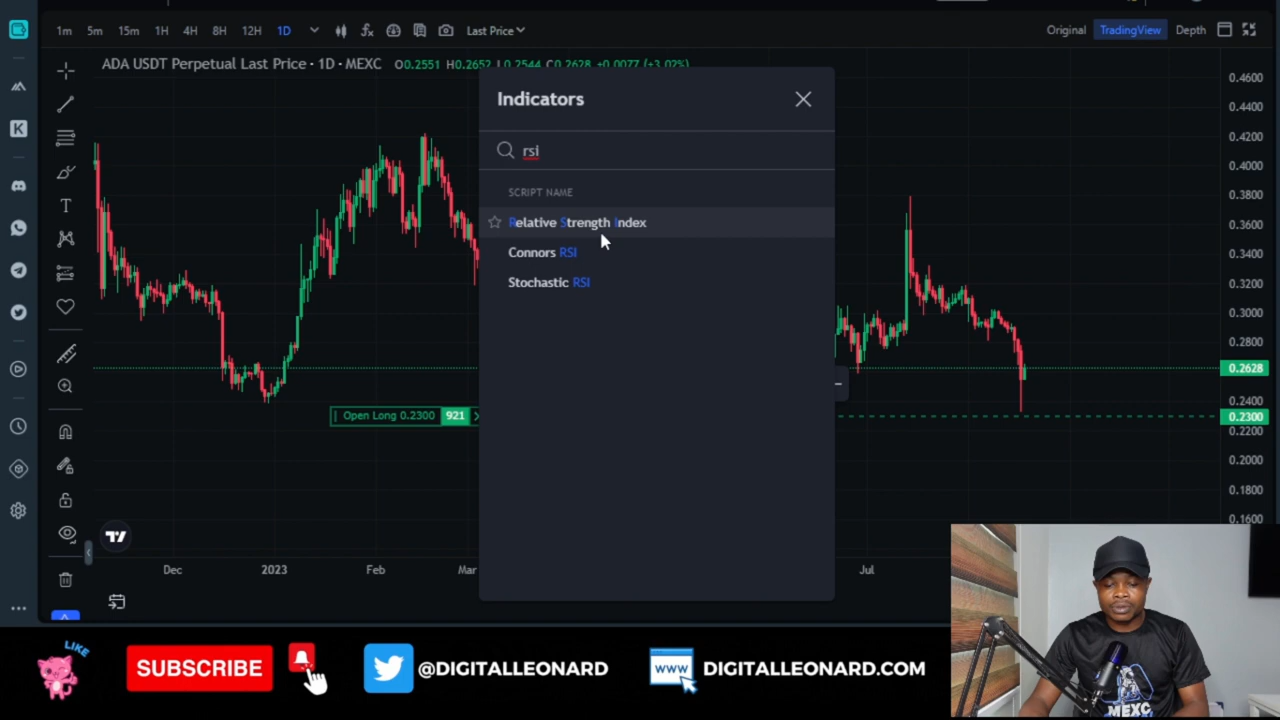 1m 5m 15m 1H 4H 8H 12H 1D Last Price Original TradingView Depth
ADA USDT Perpetual Last Price · 1D · MEXC O0.2551 H0.2652 L0.2544 C0.2628 +0.0077 (+3.02%)
Indicators
rsi
SCRIPT NAME
Relative Strength Index
Connors RSI
Stochastic RSI
0.4600
0.4400
0.4200
0.4000
0.3800
0.3600
0.3400
0.3200
0.3000
0.2800
0.2628
0.2400
Open Long 0.2300 921
0.2300
0.2200
0.2000
0.1800
0.1600
Dec 2023 Feb Mar Jul
MEXC
LIKE
SUBSCRIBE
@DIGITALLEONARD
WWW
DIGITALLEONARD.COM